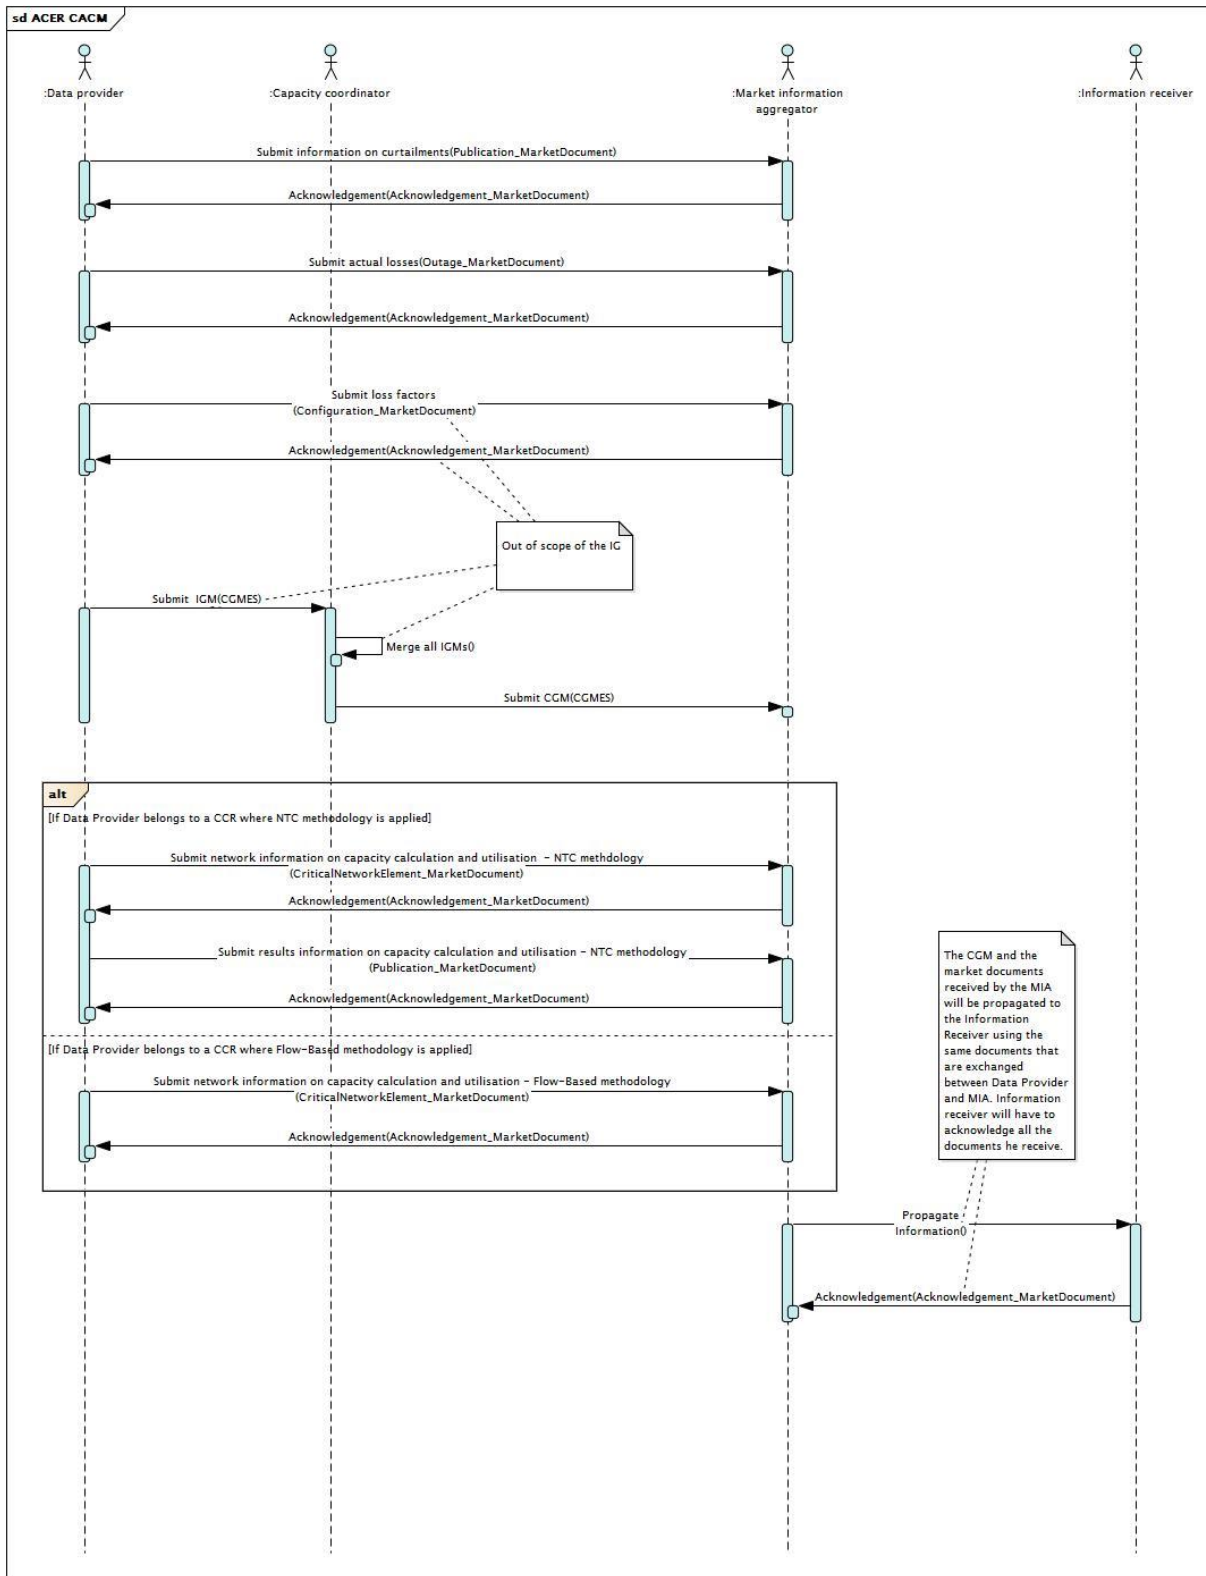 sd ACER CACM
:Data provider
:Capacity coordinator
:Market information
aggregator
:Information receiver
Submit information on curtailments(Publication_MarketDocument)
Acknowledgement(Acknowledgement_MarketDocument)
Submit actual losses(Outage_MarketDocument)
Acknowledgement(Acknowledgement_MarketDocument)
Submit loss factors
(Configuration_MarketDocument)
Acknowledgement(Acknowledgement_MarketDocument)
Out of scope of the IG
Submit IGM(CGMES)
Merge all IGMs()
Submit CGM(CGMES)
alt
[If Data Provider belongs to a CCR where NTC methodology is applied]
Submit network information on capacity calculation and utilisation - NTC methdology
(CriticalNetworkElement_MarketDocument)
Acknowledgement(Acknowledgement_MarketDocument)
Submit results information on capacity calculation and utilisation - NTC methodology
(Publication_MarketDocument)
Acknowledgement(Acknowledgement_MarketDocument)
[If Data Provider belongs to a CCR where Flow-Based methodology is applied]
Submit network information on capacity calculation and utilisation - Flow-Based methodology
(CriticalNetworkElement_MarketDocument)
Acknowledgement(Acknowledgement_MarketDocument)
The CGM and the
market documents
received by the MIA
will be propagated to
the Information
Receiver using the
same documents that
are exchanged
between Data Provider
and MIA. Information
receiver will have to
acknowledge all the
documents he receive.
Propagate
Information()
Acknowledgement(Acknowledgement_MarketDocument)